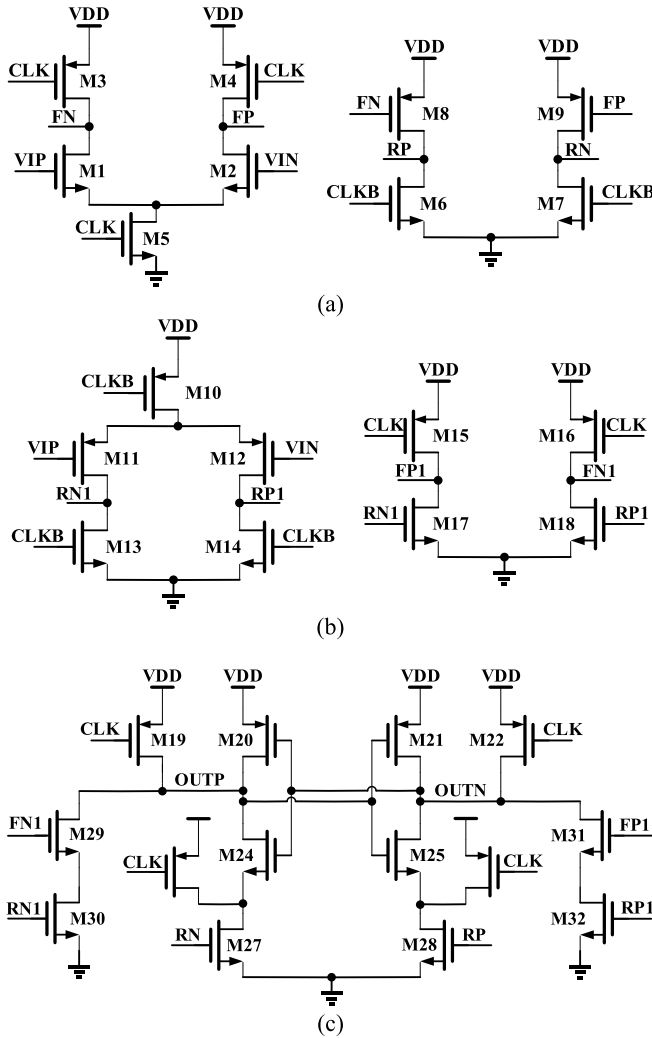 VDD VDD
CLK M3 M4 CLK
FN FP
VIP M1 M2 VIN
CLK M5
VDD VDD
FN M8 M9 FP
RP RN
CLKB M6 M7 CLKB
(a)
VDD
CLKB M10
VIP M11 M12 VIN
RN1 RP1
CLKB M13 M14 CLKB
VDD VDD
CLK M15 M16 CLK
FP1 FN1
RN1 M17 M18 RP1
(b)
VDD VDD VDD VDD
CLK M19 M20 M21 M22 CLK
OUTP OUTN
FN1 M29 M24 M25 M31 FP1
CLK CLK
RN1 M30 M32 RP1
RN M27 M28 RP
(c)